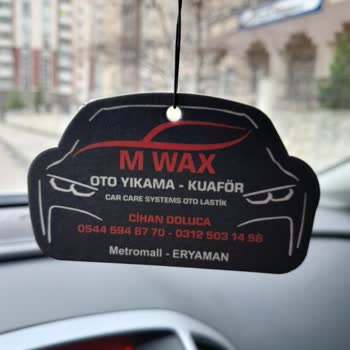 M WAX
OTO YIKAMA - KUAFÖR
CAR CARE SYSTEMS OTO LASTİK
CİHAN DOLUCA
0544 594 87 70 - 0312 503 14 56
Metromall - ERYAMAN